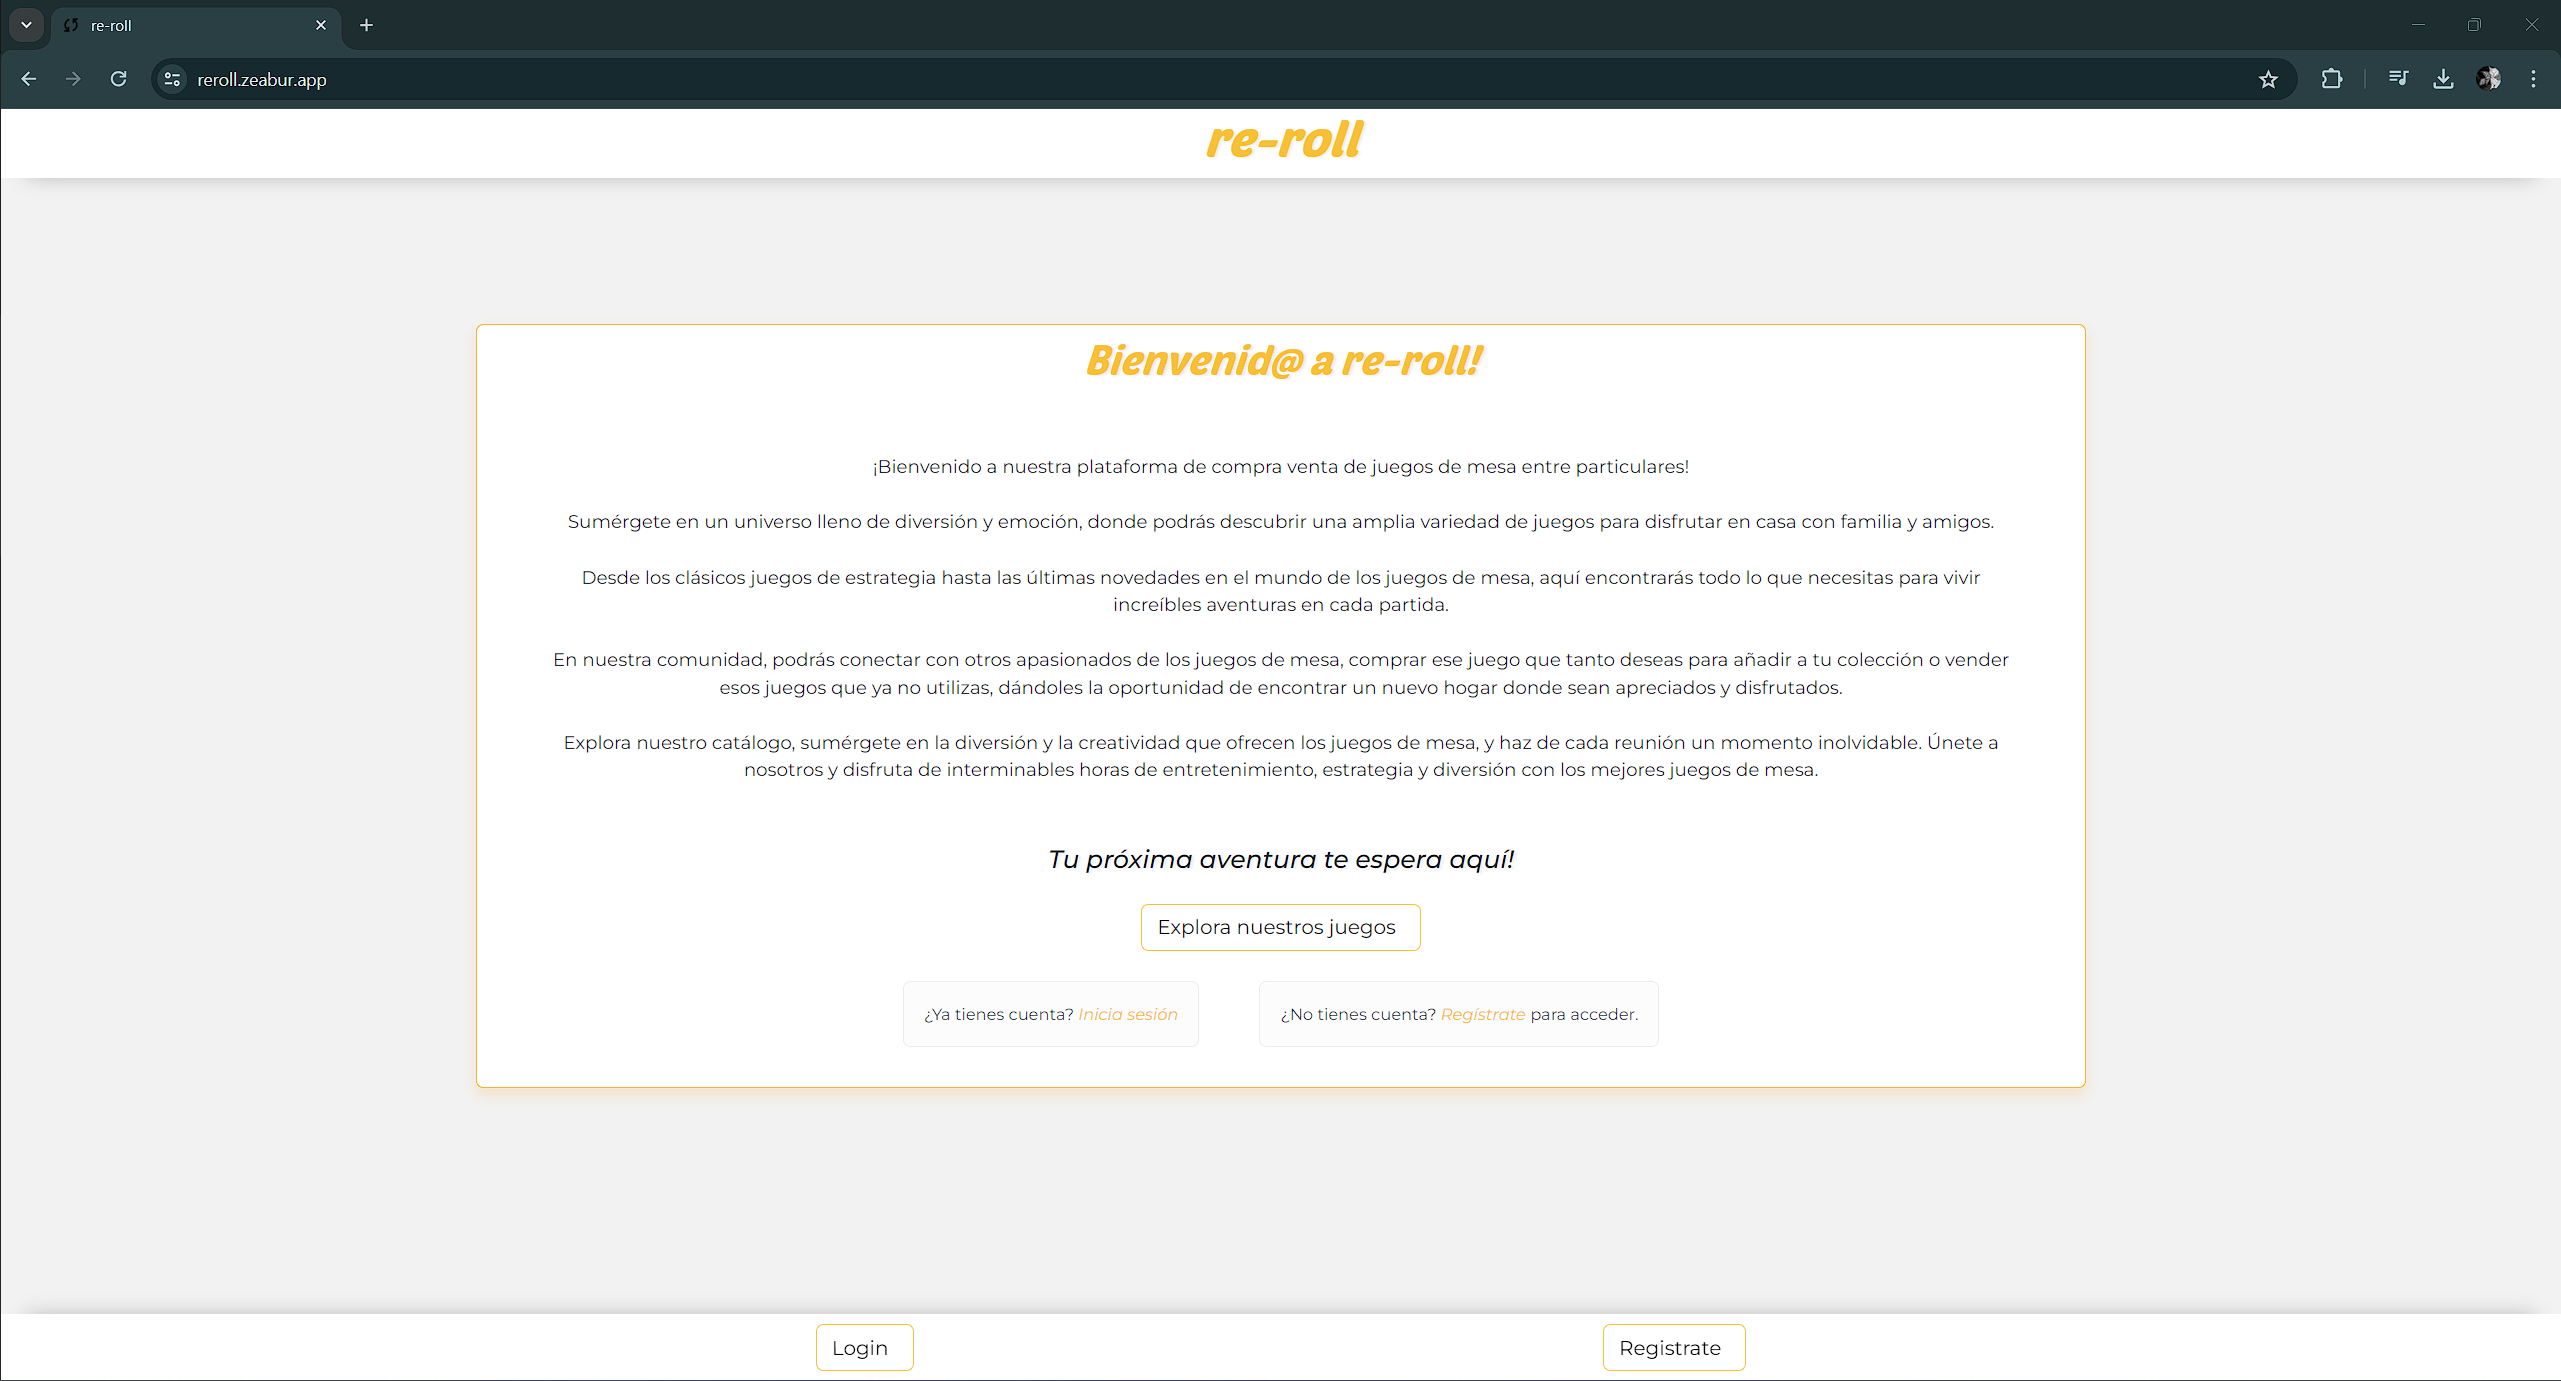 re-roll
reroll.zeabur.app
re-roll
Bienvenid@ a re-roll!
¡Bienvenido a nuestra plataforma de compra venta de juegos de mesa entre particulares!
Sumérgete en un universo lleno de diversión y emoción, donde podrás descubrir una amplia variedad de juegos para disfrutar en casa con familia y amigos.
Desde los clásicos juegos de estrategia hasta las últimas novedades en el mundo de los juegos de mesa, aquí encontrarás todo lo que necesitas para vivir
increíbles aventuras en cada partida.
En nuestra comunidad, podrás conectar con otros apasionados de los juegos de mesa, comprar ese juego que tanto deseas para añadir a tu colección o vender
esos juegos que ya no utilizas, dándoles la oportunidad de encontrar un nuevo hogar donde sean apreciados y disfrutados.
Explora nuestro catálogo, sumérgete en la diversión y la creatividad que ofrecen los juegos de mesa, y haz de cada reunión un momento inolvidable. Únete a
nosotros y disfruta de interminables horas de entretenimiento, estrategia y diversión con los mejores juegos de mesa.
Tu próxima aventura te espera aquí!
Explora nuestros juegos
¿Ya tienes cuenta? Inicia sesión
¿No tienes cuenta? Regístrate para acceder.
Login
Registrate